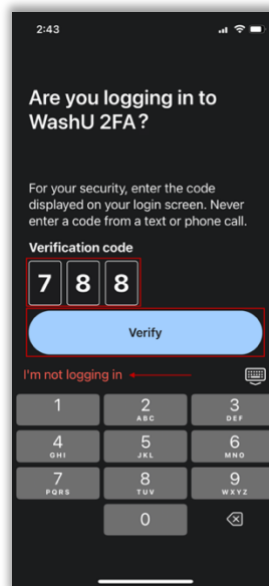 2:43
Are you logging in to
WashU 2FA?
For your security, enter the code
displayed on your login screen. Never
enter a code from a text or phone call.
Verification code
7 8 8
Verify
I'm not logging in
1 2 3
ABC DEF
4 5 6
GHI JKL MNO
7 8 9
PQRS TUV WXYZ
0